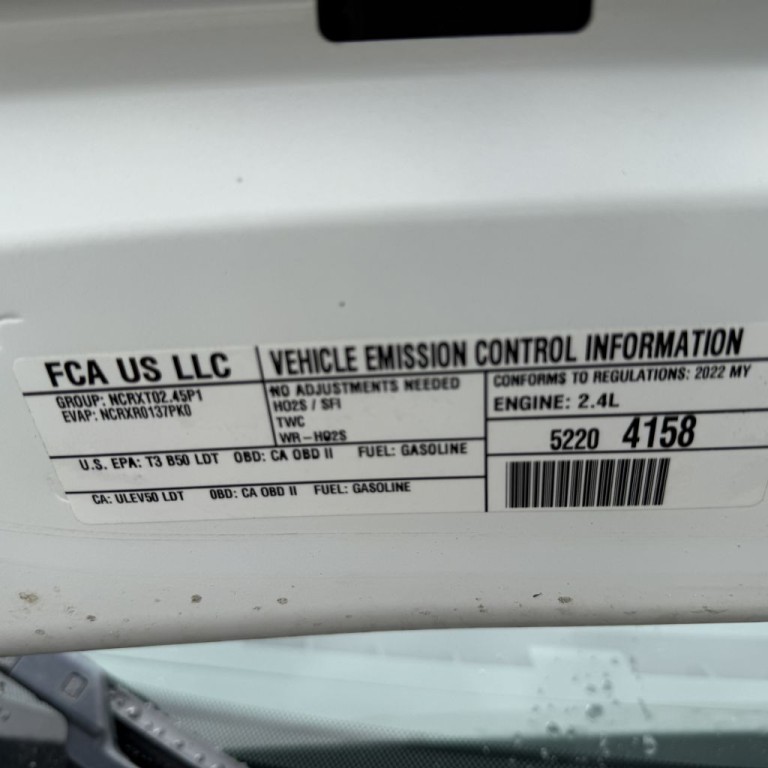 FCA US LLC
VEHICLE EMISSION CONTROL INFORMATION
GROUP: NCRXT02.45P1
EVAP: NCRXR0137PK0
NO ADJUSTMENTS NEEDED
HO2S / SFI
TWC
WR-HO2S
CONFORMS TO REGULATIONS: 2022 MY
ENGINE: 2.4L
5220 4158
U.S. EPA: T3 B50 LDT OBD: CA OBD II FUEL: GASOLINE
CA: ULEV50 LDT OBD: CA OBD II FUEL: GASOLINE